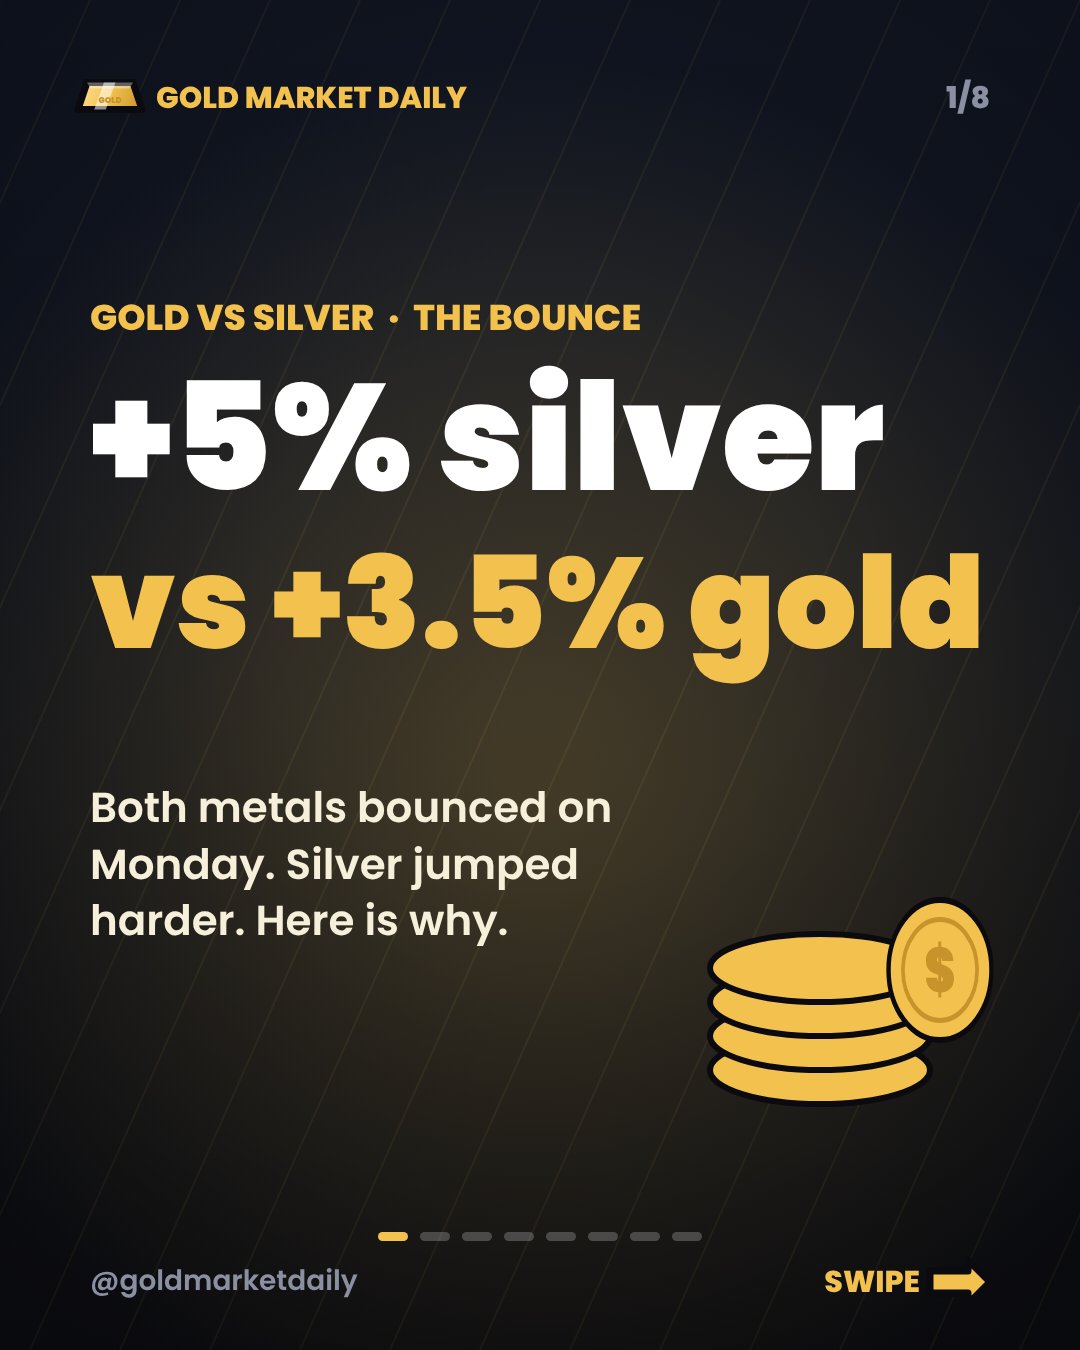 GOLD
GOLD MARKET DAILY
1/8
GOLD VS SILVER · THE BOUNCE
+5% silver
vs +3.5% gold
Both metals bounced on
Monday. Silver jumped
harder. Here is why.
$
@goldmarketdaily
SWIPE